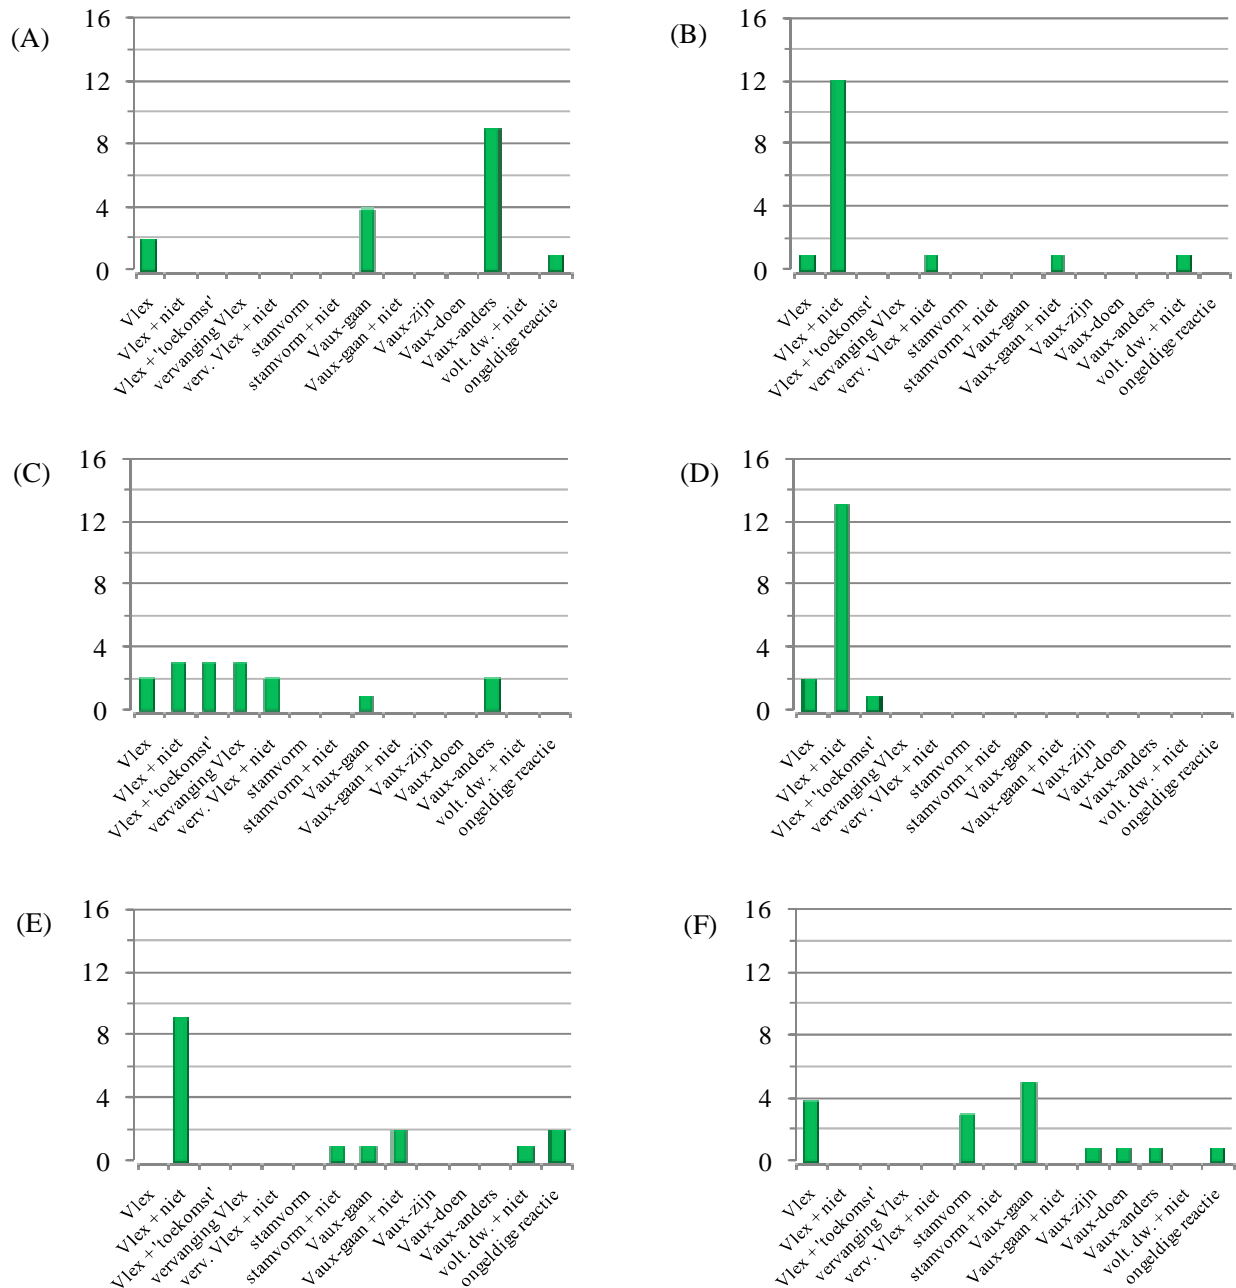 (A)
16
12
8
4
0
Vlex
Vlex + niet
Vlex + 'toekomst'
vervanging Vlex
verv. Vlex + niet
stamvorm
stamvorm + niet
Vaux-gaan
Vaux-gaan + niet
Vaux-zijn
Vaux-doen
Vaux-anders
volt. dw. + niet
ongeldige reactie
(B)
16
12
8
4
0
Vlex
Vlex + niet
Vlex + 'toekomst'
vervanging Vlex
verv. Vlex + niet
stamvorm
stamvorm + niet
Vaux-gaan
Vaux-gaan + niet
Vaux-zijn
Vaux-doen
Vaux-anders
volt. dw. + niet
ongeldige reactie
(C)
16
12
8
4
0
Vlex
Vlex + niet
Vlex + 'toekomst'
vervanging Vlex
verv. Vlex + niet
stamvorm
stamvorm + niet
Vaux-gaan
Vaux-gaan + niet
Vaux-zijn
Vaux-doen
Vaux-anders
volt. dw. + niet
ongeldige reactie
(D)
16
12
8
4
0
Vlex
Vlex + niet
Vlex + 'toekomst'
vervanging Vlex
verv. Vlex + niet
stamvorm
stamvorm + niet
Vaux-gaan
Vaux-gaan + niet
Vaux-zijn
Vaux-doen
Vaux-anders
volt. dw. + niet
ongeldige reactie
(E)
16
12
8
4
0
Vlex
Vlex + niet
Vlex + 'toekomst'
vervanging Vlex
verv. Vlex + niet
stamvorm
stamvorm + niet
Vaux-gaan
Vaux-gaan + niet
Vaux-zijn
Vaux-doen
Vaux-anders
volt. dw. + niet
ongeldige reactie
(F)
16
12
8
4
0
Vlex
Vlex + niet
Vlex + 'toekomst'
vervanging Vlex
verv. Vlex + niet
stamvorm
stamvorm + niet
Vaux-gaan
Vaux-gaan + niet
Vaux-zijn
Vaux-doen
Vaux-anders
volt. dw. + niet
ongeldige reactie